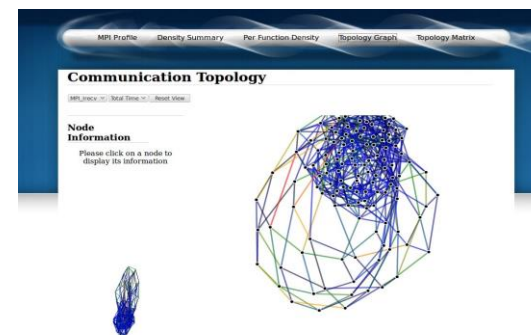 MPI Profile Density Summary Per Function Density Topology Graph Topology Matrix
Communication Topology
MPI_Irecv Total Time Reset View
Node
Information
Please click on a node to
display its information